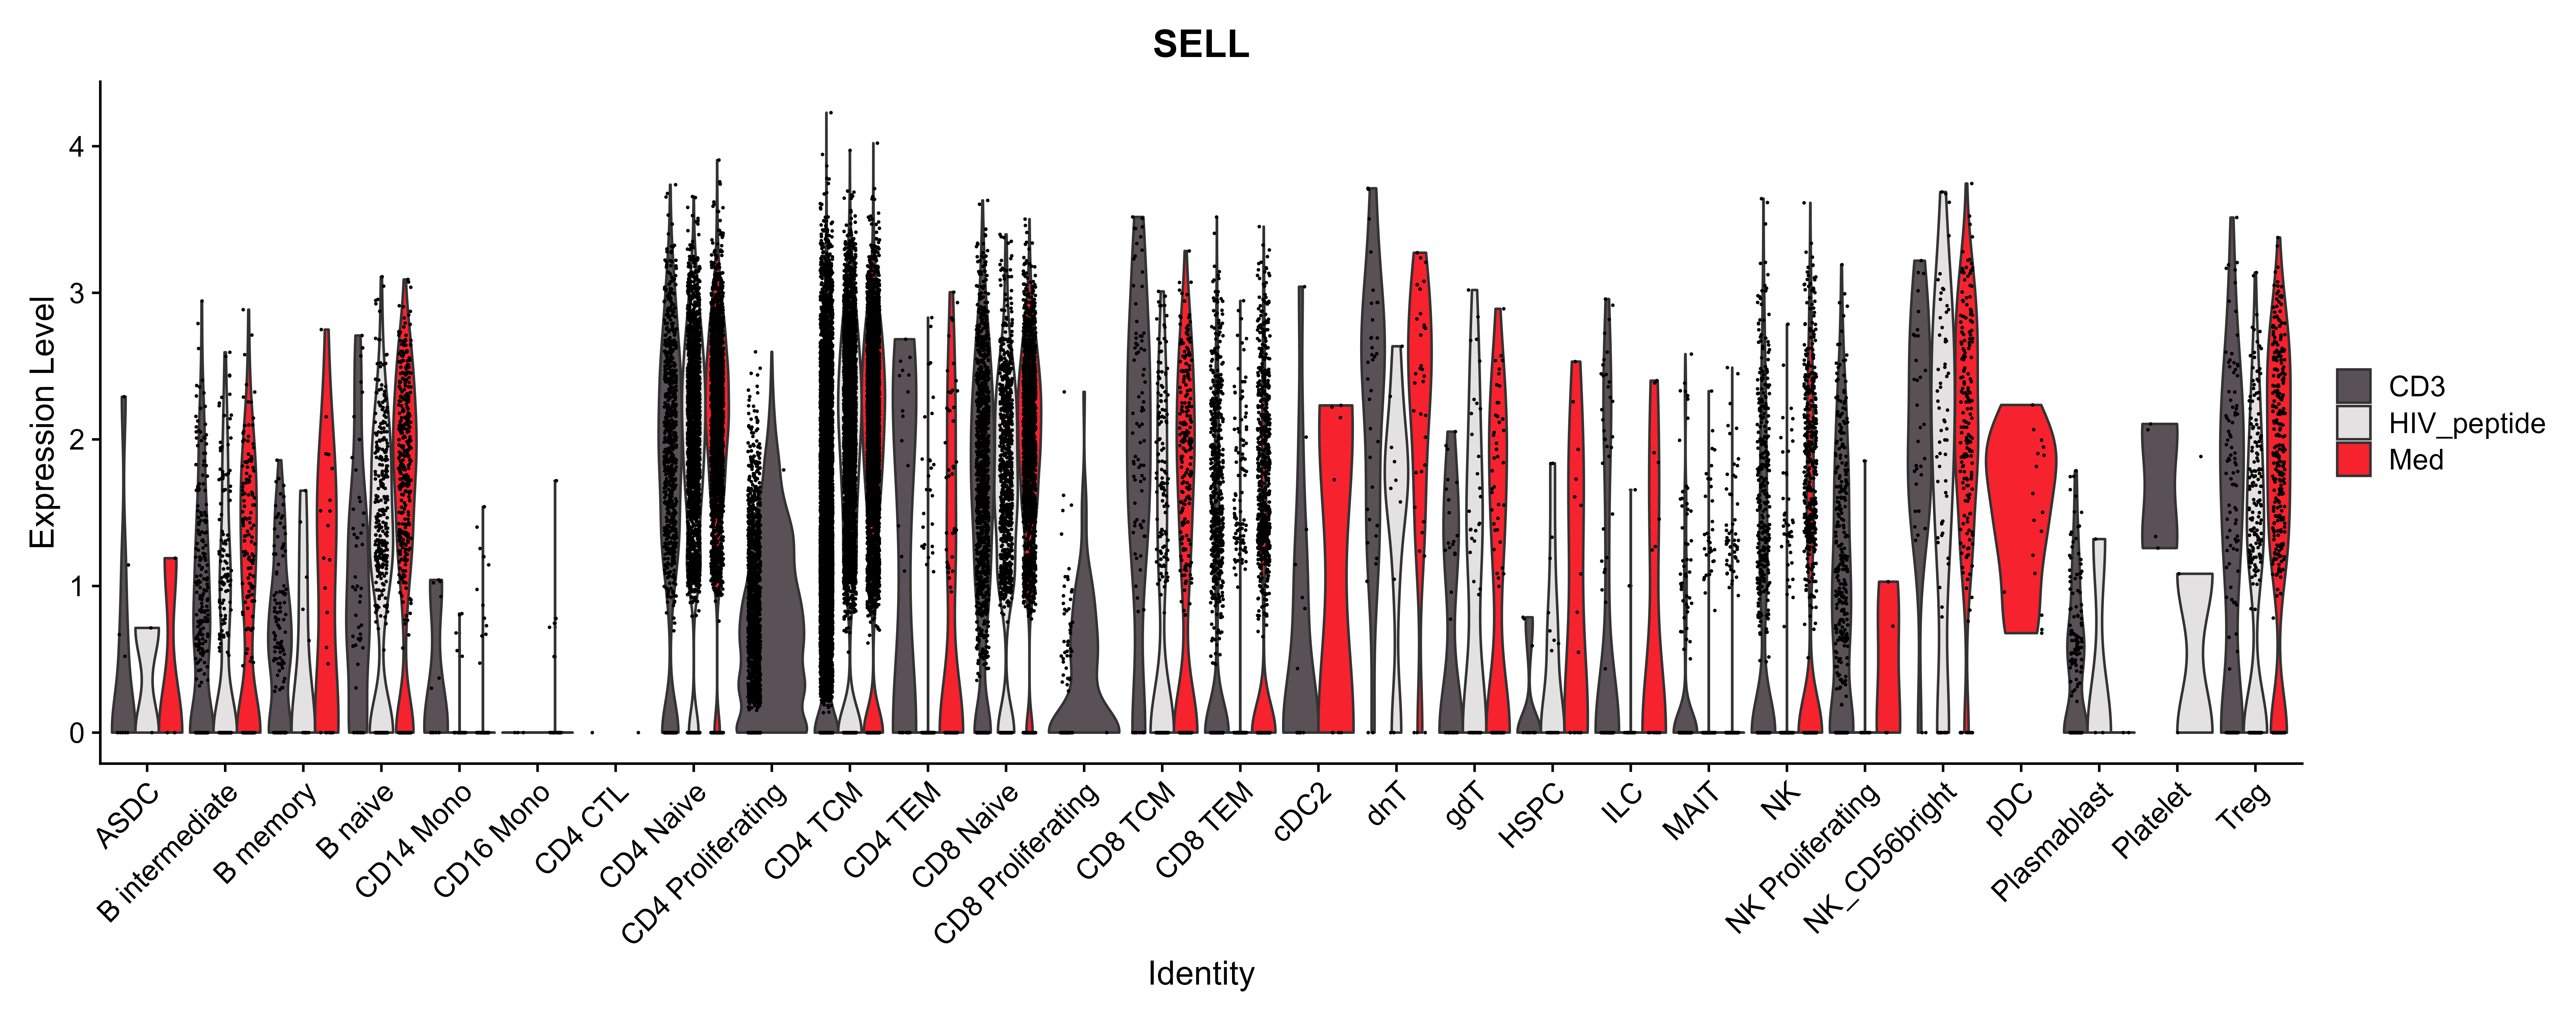 SELL
Expression Level
4
3
2
1
0
ASDC
B intermediate
B memory
B naive
CD14 Mono
CD16 Mono
CD4 CTL
CD4 Naive
CD4 Proliferating
CD4 TCM
CD4 TEM
CD8 Naive
CD8 Proliferating
CD8 TCM
CD8 TEM
cDC2
dnT
gdT
HSPC
ILC
MAIT
NK
NK Proliferating
NK_CD56bright
pDC
Plasmablast
Platelet
Treg
Identity
CD3
HIV_peptide
Med